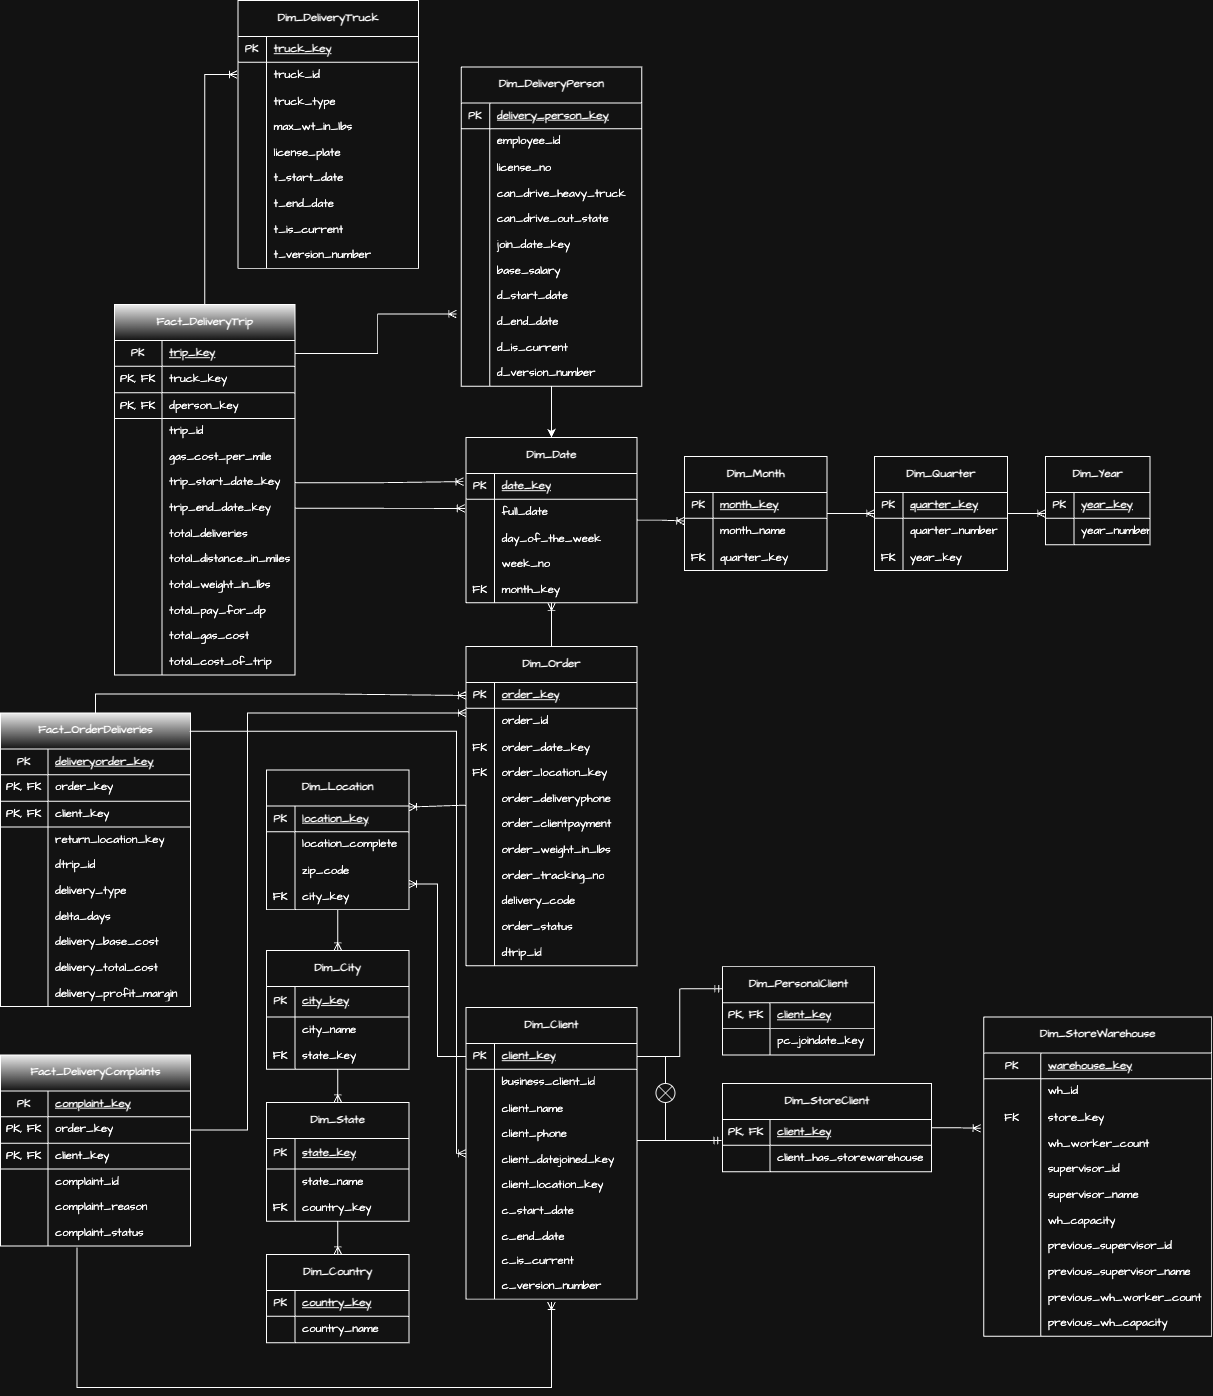 Dim_DeliveryTruck
PK truck_key
truck_id
truck_type
max_wt_in_lbs
license_plate
t_start_date
t_end_date
t_is_current
t_version_number
Dim_DeliveryPerson
PK delivery_person_key
employee_id
license_no
can_drive_heavy_truck
can_drive_out_state
join_date_key
base_salary
d_start_date
d_end_date
d_is_current
d_version_number
Fact_DeliveryTrip
PK trip_key
PK, FK truck_key
PK, FK dperson_key
trip_id
gas_cost_per_mile
trip_start_date_key
trip_end_date_key
total_deliveries
total_distance_in_miles
total_weight_in_lbs
total_pay_for_dp
total_gas_cost
total_cost_of_trip
Dim_Date
PK date_key
full_date
day_of_the_week
week_no
FK month_key
Dim_Month
PK month_key
month_name
FK quarter_key
Dim_Quarter
PK quarter_key
quarter_number
FK year_key
Dim_Year
PK year_key
year_number
Dim_Order
PK order_key
order_id
FK order_date_key
FK order_location_key
order_deliveryphone
order_clientpayment
order_weight_in_lbs
order_tracking_no
delivery_code
order_status
dtrip_id
Fact_OrderDeliveries
PK deliveryorder_key
PK, FK order_key
PK, FK client_key
return_location_key
dtrip_id
delivery_type
delta_days
delivery_base_cost
delivery_total_cost
delivery_profit_margin
Dim_Location
PK location_key
location_complete
zip_code
FK city_key
Dim_City
PK city_key
city_name
FK state_key
Dim_State
PK state_key
state_name
FK country_key
Dim_Country
PK country_key
country_name
Fact_DeliveryComplaints
PK complaint_key
PK, FK order_key
PK, FK client_key
complaint_id
complaint_reason
complaint_status
Dim_Client
PK client_key
business_client_id
client_name
client_phone
client_datejoined_key
client_location_key
c_start_date
c_end_date
c_is_current
c_version_number
Dim_PersonalClient
PK, FK client_key
pc_joindate_key
Dim_StoreClient
PK, FK client_key
client_has_storewarehouse
Dim_StoreWarehouse
PK warehouse_key
wh_id
FK store_key
wh_worker_count
supervisor_id
supervisor_name
wh_capacity
previous_supervisor_id
previous_supervisor_name
previous_wh_worker_count
previous_wh_capacity